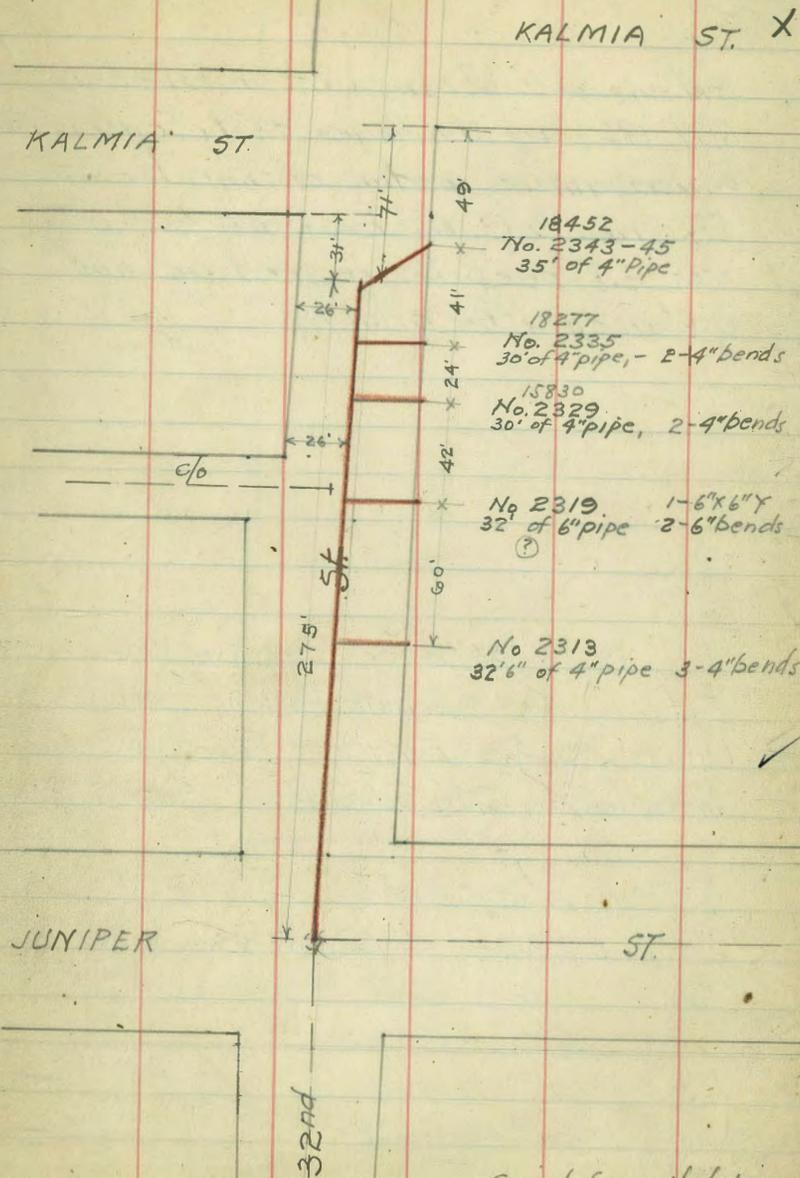 KALMIA ST. X
KALMIA ST.
71'
49'
31'
26'
18452
No. 2343-45
35' of 4" Pipe
41'
18277
No. 2335
30' of 4" pipe, - 2-4" bends
24'
15830
No. 2329
30' of 4" pipe, 2-4" bends
26'
42'
c/o
No 2319. 1-6"X6"Y
32' of 6" pipe 2-6" bends
(?)
St
60'
275'
No 2313
32'6" of 4" pipe 3-4" bends
JUNIPER ST.
32nd